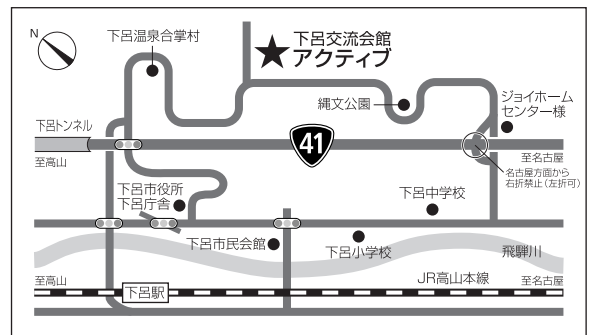 N
下呂温泉合掌村
下呂交流会館
アクティブ
縄文公園
ジョイホーム
センター様
下呂トンネル
41
至高山
至名古屋
名古屋方面から
右折禁止(左折可)
下呂市役所
下呂庁舎
下呂中学校
下呂市民会館
下呂小学校
飛騨川
至高山
JR高山本線
至名古屋
下呂駅